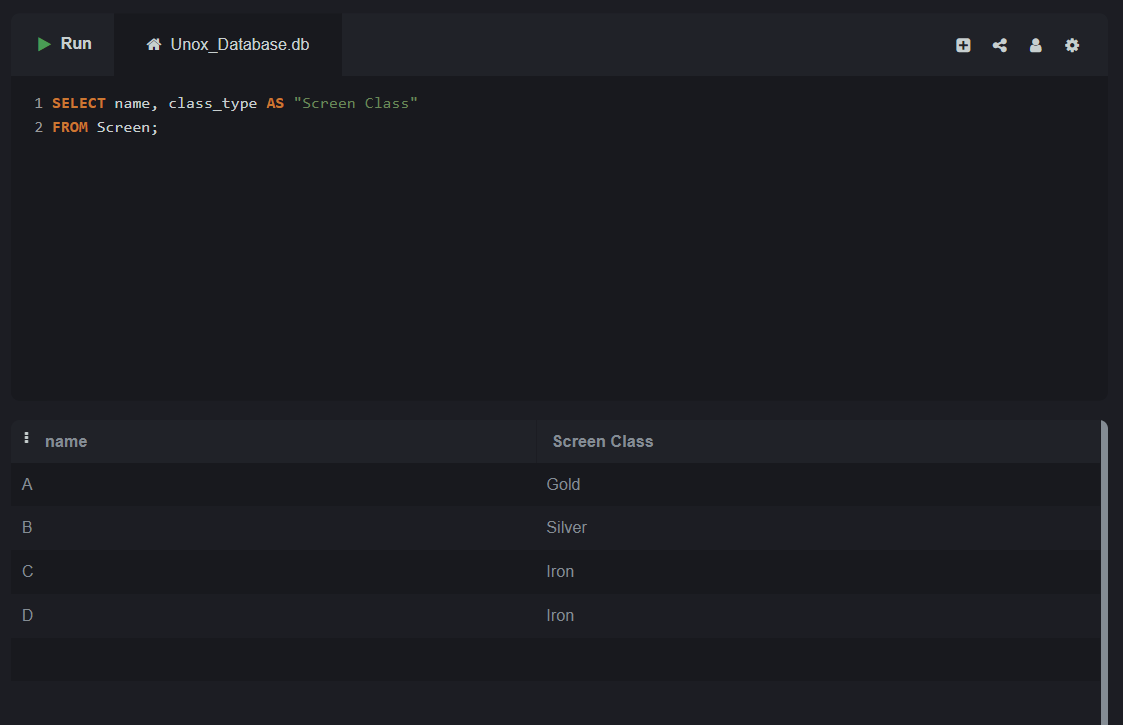 Run Unox_Database.db
1 SELECT name, class_type AS "Screen Class"
2 FROM Screen;
name Screen Class
A Gold
B Silver
C Iron
D Iron